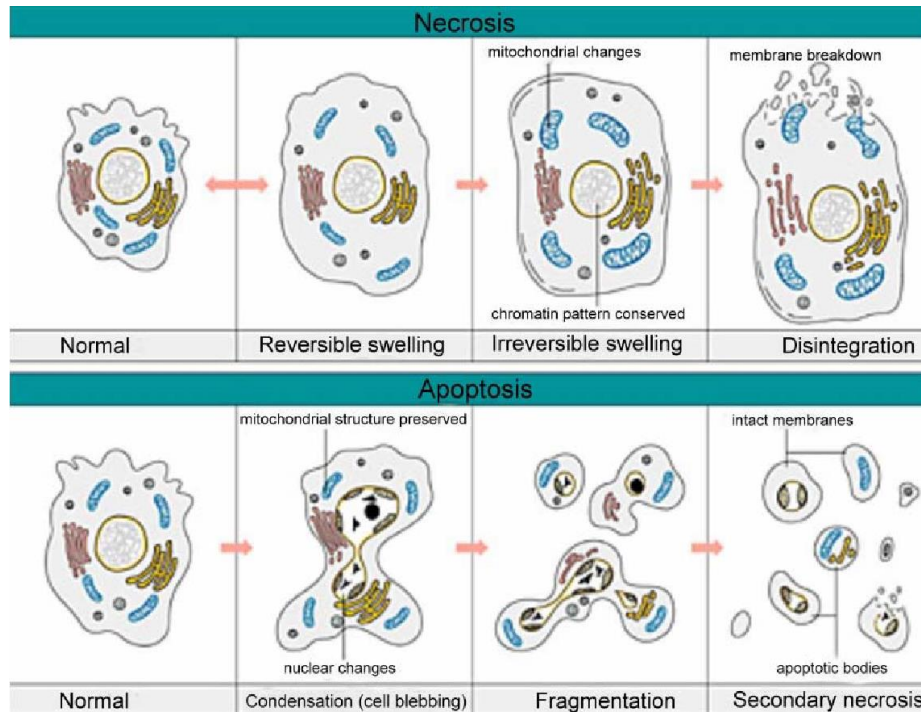 Necrosis
mitochondrial changes
membrane breakdown
chromatin pattern conserved
Normal
Reversible swelling
Irreversible swelling
Disintegration
Apoptosis
mitochondrial structure preserved
intact membranes
nuclear changes
apoptotic bodies
Normal
Condensation (cell blebbing)
Fragmentation
Secondary necrosis